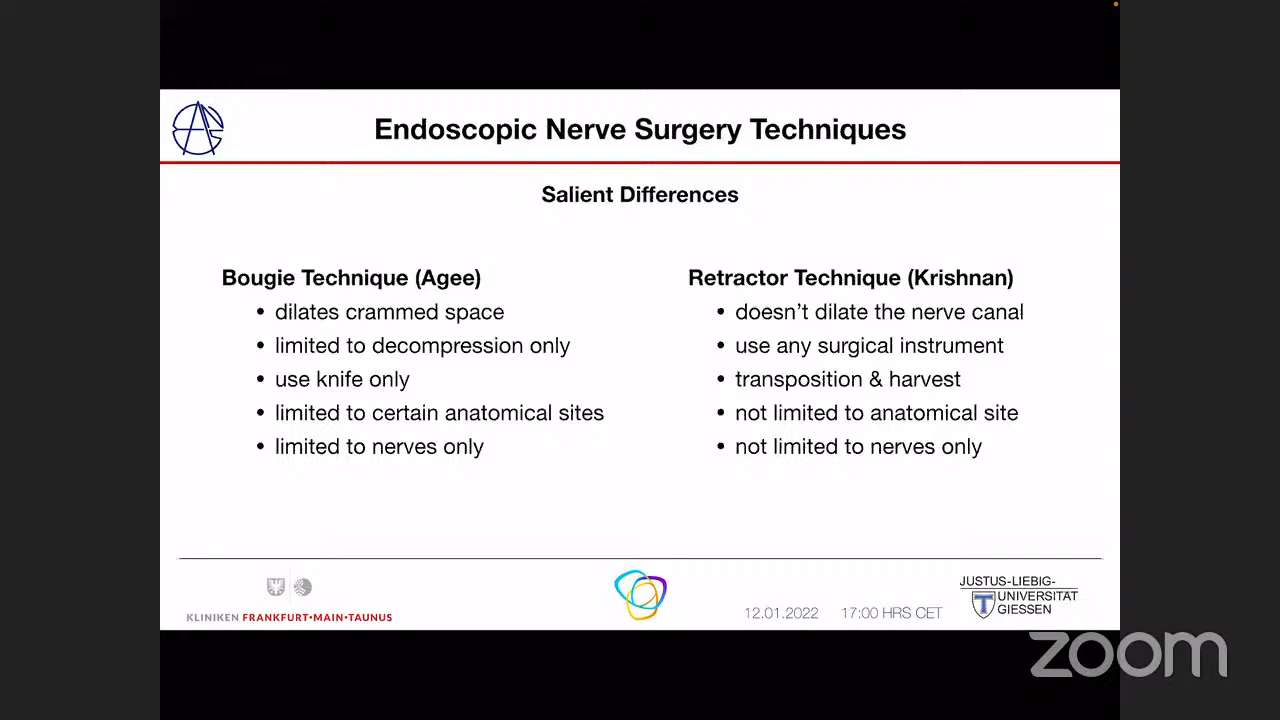 Endoscopic Nerve Surgery Techniques
Salient Differences
Bougie Technique (Agee)
• dilates crammed space
• limited to decompression only
• use knife only
• limited to certain anatomical sites
• limited to nerves only
Retractor Technique (Krishnan)
• doesn’t dilate the nerve canal
• use any surgical instrument
• transposition & harvest
• not limited to anatomical site
• not limited to nerves only
KLINIKEN FRANKFURT•MAIN•TAUNUS
12.01.2022 17:00 HRS CET
JUSTUS-LIEBIG-
UNIVERSITÄT
GIESSEN
zoom